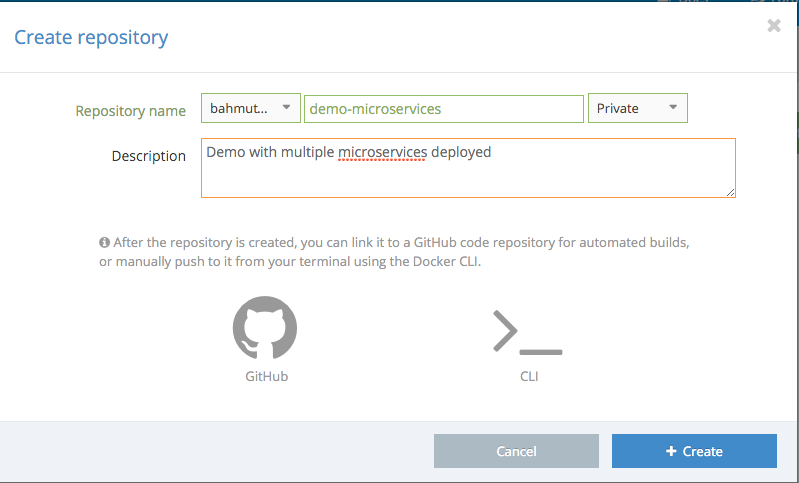 Create repository
Repository name bahmut... demo-microservices Private
Description Demo with multiple microservices deployed
After the repository is created, you can link it to a GitHub code repository for automated builds,
or manually push to it from your terminal using the Docker CLI.
GitHub CLI
Cancel + Create